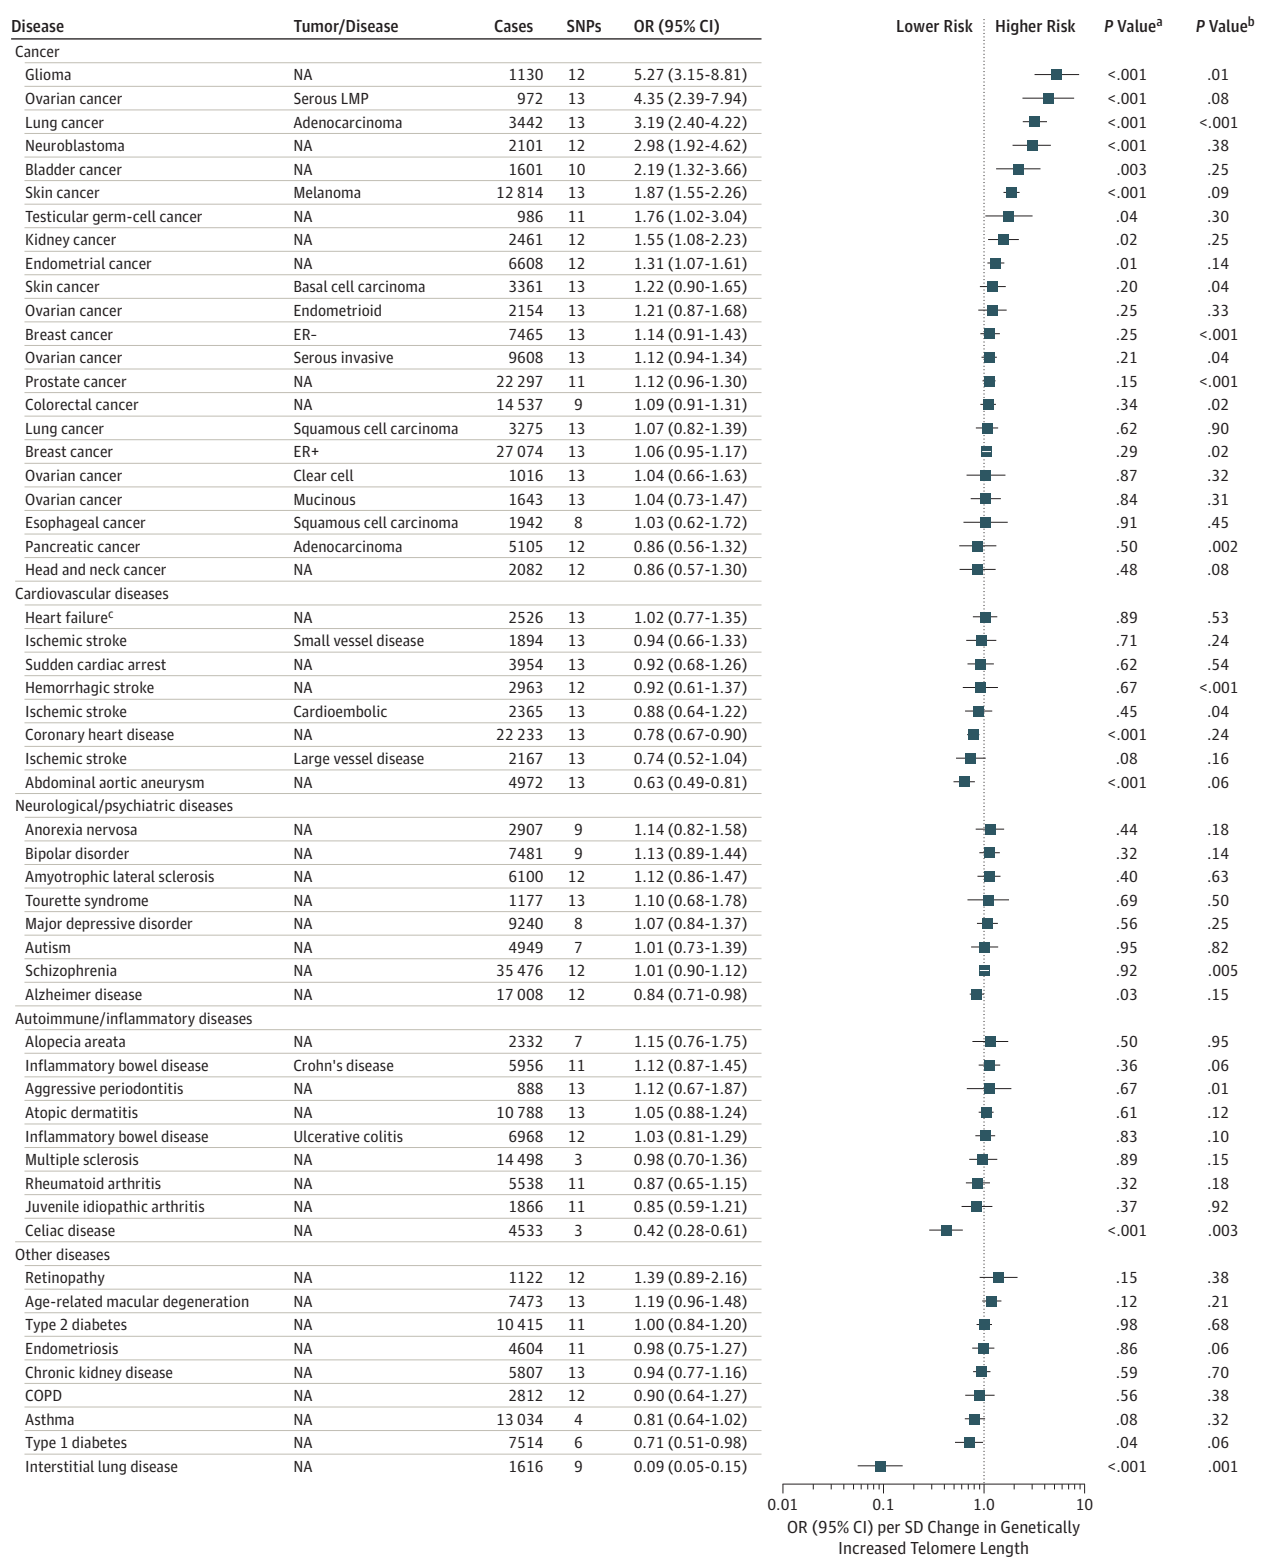 Disease Tumor/Disease Cases SNPs OR (95% CI) Lower Risk Higher Risk P Valueᵃ P Valueᵇ
Cancer
Glioma NA 1130 12 5.27 (3.15-8.81) <.001 .01
Ovarian cancer Serous LMP 972 13 4.35 (2.39-7.94) <.001 .08
Lung cancer Adenocarcinoma 3442 13 3.19 (2.40-4.22) <.001 <.001
Neuroblastoma NA 2101 12 2.98 (1.92-4.62) <.001 .38
Bladder cancer NA 1601 10 2.19 (1.32-3.66) .003 .25
Skin cancer Melanoma 12 814 13 1.87 (1.55-2.26) <.001 .09
Testicular germ-cell cancer NA 986 11 1.76 (1.02-3.04) .04 .30
Kidney cancer NA 2461 12 1.55 (1.08-2.23) .02 .25
Endometrial cancer NA 6608 12 1.31 (1.07-1.61) .01 .14
Skin cancer Basal cell carcinoma 3361 13 1.22 (0.90-1.65) .20 .04
Ovarian cancer Endometrioid 2154 13 1.21 (0.87-1.68) .25 .33
Breast cancer ER− 7465 13 1.14 (0.91-1.43) .25 <.001
Ovarian cancer Serous invasive 9608 13 1.12 (0.94-1.34) .21 .04
Prostate cancer NA 22 297 11 1.12 (0.96-1.30) .15 <.001
Colorectal cancer NA 14 537 9 1.09 (0.91-1.31) .34 .02
Lung cancer Squamous cell carcinoma 3275 13 1.07 (0.82-1.39) .62 .90
Breast cancer ER+ 27 074 13 1.06 (0.95-1.17) .29 .02
Ovarian cancer Clear cell 1016 13 1.04 (0.66-1.63) .87 .32
Ovarian cancer Mucinous 1643 13 1.04 (0.73-1.47) .84 .31
Esophageal cancer Squamous cell carcinoma 1942 8 1.03 (0.62-1.72) .91 .45
Pancreatic cancer Adenocarcinoma 5105 12 0.86 (0.56-1.32) .50 .002
Head and neck cancer NA 2082 12 0.86 (0.57-1.30) .48 .08
Cardiovascular diseases
Heart failureᶜ NA 2526 13 1.02 (0.77-1.35) .89 .53
Ischemic stroke Small vessel disease 1894 13 0.94 (0.66-1.33) .71 .24
Sudden cardiac arrest NA 3954 13 0.92 (0.68-1.26) .62 .54
Hemorrhagic stroke NA 2963 12 0.92 (0.61-1.37) .67 <.001
Ischemic stroke Cardioembolic 2365 13 0.88 (0.64-1.22) .45 .04
Coronary heart disease NA 22 233 13 0.78 (0.67-0.90) <.001 .24
Ischemic stroke Large vessel disease 2167 13 0.74 (0.52-1.04) .08 .16
Abdominal aortic aneurysm NA 4972 13 0.63 (0.49-0.81) <.001 .06
Neurological/psychiatric diseases
Anorexia nervosa NA 2907 9 1.14 (0.82-1.58) .44 .18
Bipolar disorder NA 7481 9 1.13 (0.89-1.44) .32 .14
Amyotrophic lateral sclerosis NA 6100 12 1.12 (0.86-1.47) .40 .63
Tourette syndrome NA 1177 13 1.10 (0.68-1.78) .69 .50
Major depressive disorder NA 9240 8 1.07 (0.84-1.37) .56 .25
Autism NA 4949 7 1.01 (0.73-1.39) .95 .82
Schizophrenia NA 35 476 12 1.01 (0.90-1.12) .92 .005
Alzheimer disease NA 17 008 12 0.84 (0.71-0.98) .03 .15
Autoimmune/inflammatory diseases
Alopecia areata NA 2332 7 1.15 (0.76-1.75) .50 .95
Inflammatory bowel disease Crohn's disease 5956 11 1.12 (0.87-1.45) .36 .06
Aggressive periodontitis NA 888 13 1.12 (0.67-1.87) .67 .01
Atopic dermatitis NA 10 788 13 1.05 (0.88-1.24) .61 .12
Inflammatory bowel disease Ulcerative colitis 6968 12 1.03 (0.81-1.29) .83 .10
Multiple sclerosis NA 14 498 3 0.98 (0.70-1.36) .89 .15
Rheumatoid arthritis NA 5538 11 0.87 (0.65-1.15) .32 .18
Juvenile idiopathic arthritis NA 1866 11 0.85 (0.59-1.21) .37 .92
Celiac disease NA 4533 3 0.42 (0.28-0.61) <.001 .003
Other diseases
Retinopathy NA 1122 12 1.39 (0.89-2.16) .15 .38
Age-related macular degeneration NA 7473 13 1.19 (0.96-1.48) .12 .21
Type 2 diabetes NA 10 415 11 1.00 (0.84-1.20) .98 .68
Endometriosis NA 4604 11 0.98 (0.75-1.27) .86 .06
Chronic kidney disease NA 5807 13 0.94 (0.77-1.16) .59 .70
COPD NA 2812 12 0.90 (0.64-1.27) .56 .38
Asthma NA 13 034 4 0.81 (0.64-1.02) .08 .32
Type 1 diabetes NA 7514 6 0.71 (0.51-0.98) .04 .06
Interstitial lung disease NA 1616 9 0.09 (0.05-0.15) <.001 .001
0.01 0.1 1.0 10
OR (95% CI) per SD Change in Genetically
Increased Telomere Length